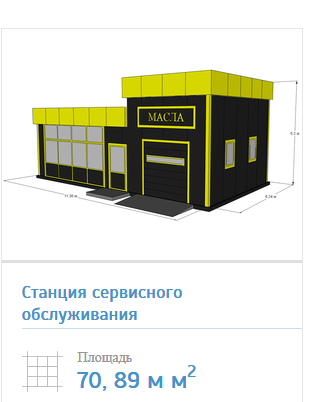 МАСЛА
Станция сервисного
обслуживания
Площадь
70, 89 м м²